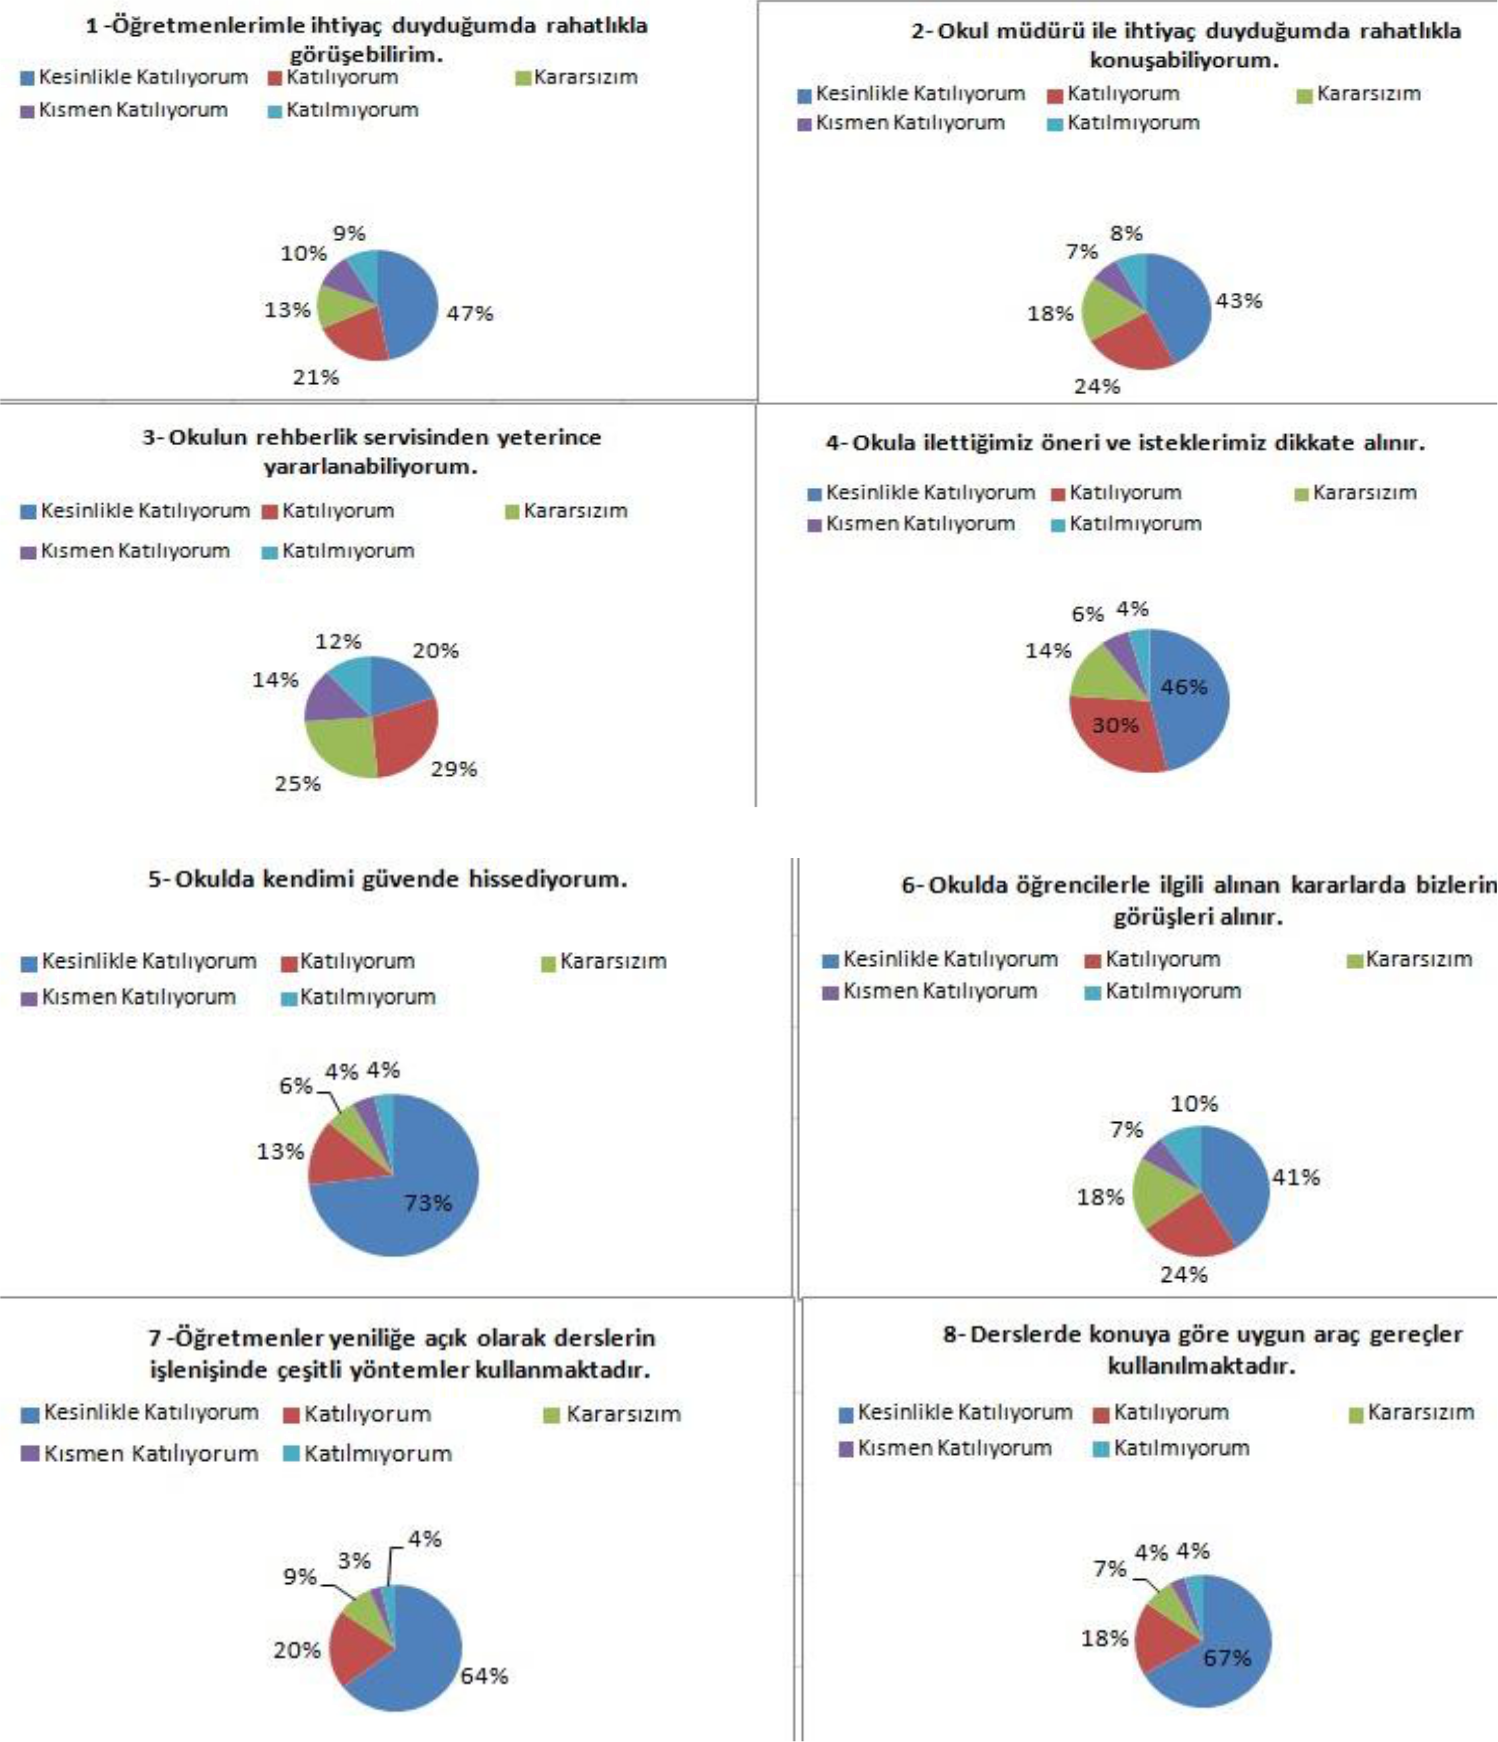 1 -Öğretmenlerimle ihtiyaç duyduğumda rahatlıkla
görüşebilirim.
Kesinlikle Katılıyorum Katılıyorum Kararsızım
Kısmen Katılıyorum Katılmıyorum
9%
10%
13%
47%
21%
2- Okul müdürü ile ihtiyaç duyduğumda rahatlıkla
konuşabiliyorum.
Kesinlikle Katılıyorum Katılıyorum Kararsızım
Kısmen Katılıyorum Katılmıyorum
8%
7%
43%
18%
24%
3- Okulun rehberlik servisinden yeterince
yararlanabiliyorum.
Kesinlikle Katılıyorum Katılıyorum Kararsızım
Kısmen Katılıyorum Katılmıyorum
12% 20%
14%
29%
25%
4- Okula ilettiğimiz öneri ve isteklerimiz dikkate alınır.
Kesinlikle Katılıyorum Katılıyorum Kararsızım
Kısmen Katılıyorum Katılmıyorum
6% 4%
14%
46%
30%
5- Okulda kendimi güvende hissediyorum.
Kesinlikle Katılıyorum Katılıyorum Kararsızım
Kısmen Katılıyorum Katılmıyorum
6% 4% 4%
13%
73%
6- Okulda öğrencilerle ilgili alınan kararlarda bizlerin
görüşleri alınır.
Kesinlikle Katılıyorum Katılıyorum Kararsızım
Kısmen Katılıyorum Katılmıyorum
10%
7%
41%
18%
24%
7 -Öğretmenler yeniliğe açık olarak derslerin
işlenişinde çeşitli yöntemler kullanmaktadır.
Kesinlikle Katılıyorum Katılıyorum Kararsızım
Kısmen Katılıyorum Katılmıyorum
4%
3%
9%
20%
64%
8- Derslerde konuya göre uygun araç gereçler
kullanılmaktadır.
Kesinlikle Katılıyorum Katılıyorum Kararsızım
Kısmen Katılıyorum Katılmıyorum
7% 4% 4%
18%
67%